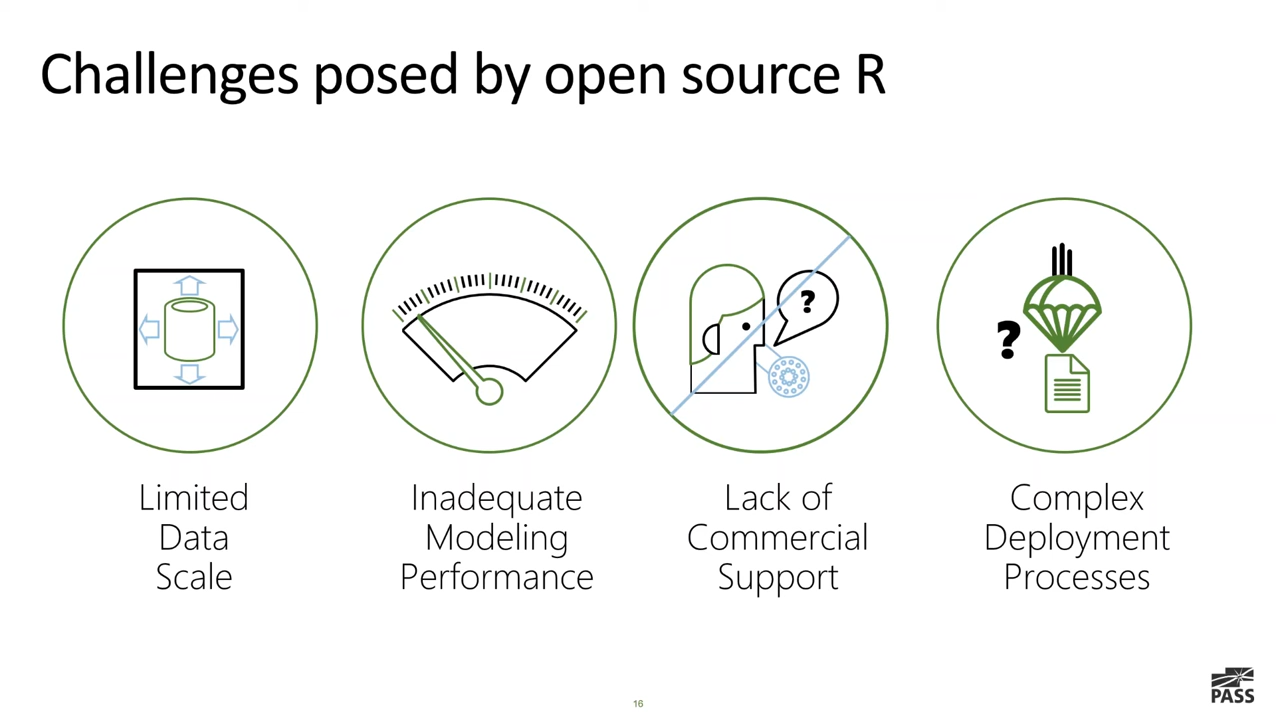 Challenges posed by open source R
?
?
Limited
Data
Scale
Inadequate
Modeling
Performance
Lack of
Commercial
Support
Complex
Deployment
Processes
16
PASS